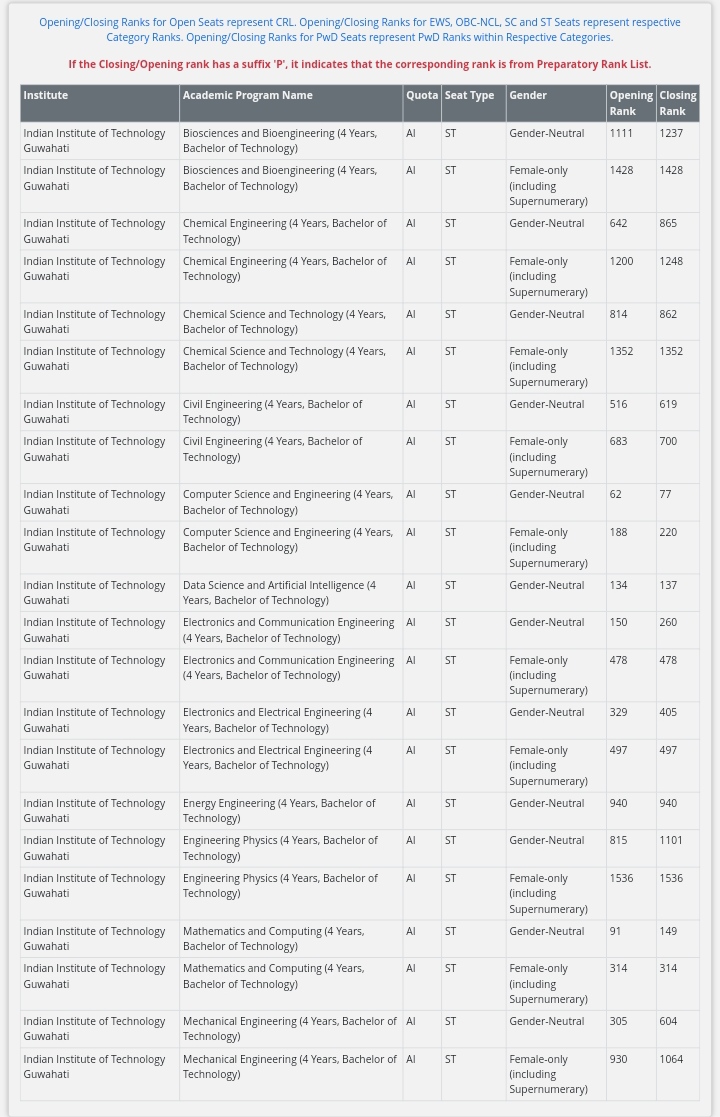 Opening/Closing Ranks for Open Seats represent CRL. Opening/Closing Ranks for EWS, OBC-NCL, SC and ST Seats represent respective
Category Ranks. Opening/Closing Ranks for PwD Seats represent PwD Ranks within Respective Categories.
If the Closing/Opening rank has a suffix 'P', it indicates that the corresponding rank is from Preparatory Rank List.
Institute Academic Program Name Quota Seat Type Gender Opening Closing
Rank Rank
Indian Institute of Technology Biosciences and Bioengineering (4 Years, AI ST Gender-Neutral 1111 1237
Guwahati Bachelor of Technology)
Indian Institute of Technology Biosciences and Bioengineering (4 Years, AI ST Female-only 1428 1428
Guwahati Bachelor of Technology) (including
Supernumerary)
Indian Institute of Technology Chemical Engineering (4 Years, Bachelor of AI ST Gender-Neutral 642 865
Guwahati Technology)
Indian Institute of Technology Chemical Engineering (4 Years, Bachelor of AI ST Female-only 1200 1248
Guwahati Technology) (including
Supernumerary)
Indian Institute of Technology Chemical Science and Technology (4 Years, AI ST Gender-Neutral 814 862
Guwahati Bachelor of Technology)
Indian Institute of Technology Chemical Science and Technology (4 Years, AI ST Female-only 1352 1352
Guwahati Bachelor of Technology) (including
Supernumerary)
Indian Institute of Technology Civil Engineering (4 Years, Bachelor of AI ST Gender-Neutral 516 619
Guwahati Technology)
Indian Institute of Technology Civil Engineering (4 Years, Bachelor of AI ST Female-only 683 700
Guwahati Technology) (including
Supernumerary)
Indian Institute of Technology Computer Science and Engineering (4 Years, AI ST Gender-Neutral 62 77
Guwahati Bachelor of Technology)
Indian Institute of Technology Computer Science and Engineering (4 Years, AI ST Female-only 188 220
Guwahati Bachelor of Technology) (including
Supernumerary)
Indian Institute of Technology Data Science and Artificial Intelligence (4 AI ST Gender-Neutral 134 137
Guwahati Years, Bachelor of Technology)
Indian Institute of Technology Electronics and Communication Engineering AI ST Gender-Neutral 150 260
Guwahati (4 Years, Bachelor of Technology)
Indian Institute of Technology Electronics and Communication Engineering AI ST Female-only 478 478
Guwahati (4 Years, Bachelor of Technology) (including
Supernumerary)
Indian Institute of Technology Electronics and Electrical Engineering (4 AI ST Gender-Neutral 329 405
Guwahati Years, Bachelor of Technology)
Indian Institute of Technology Electronics and Electrical Engineering (4 AI ST Female-only 497 497
Guwahati Years, Bachelor of Technology) (including
Supernumerary)
Indian Institute of Technology Energy Engineering (4 Years, Bachelor of AI ST Gender-Neutral 940 940
Guwahati Technology)
Indian Institute of Technology Engineering Physics (4 Years, Bachelor of AI ST Gender-Neutral 815 1101
Guwahati Technology)
Indian Institute of Technology Engineering Physics (4 Years, Bachelor of AI ST Female-only 1536 1536
Guwahati Technology) (including
Supernumerary)
Indian Institute of Technology Mathematics and Computing (4 Years, AI ST Gender-Neutral 91 149
Guwahati Bachelor of Technology)
Indian Institute of Technology Mathematics and Computing (4 Years, AI ST Female-only 314 314
Guwahati Bachelor of Technology) (including
Supernumerary)
Indian Institute of Technology Mechanical Engineering (4 Years, Bachelor of AI ST Gender-Neutral 305 604
Guwahati Technology)
Indian Institute of Technology Mechanical Engineering (4 Years, Bachelor of AI ST Female-only 930 1064
Guwahati Technology) (including
Supernumerary)